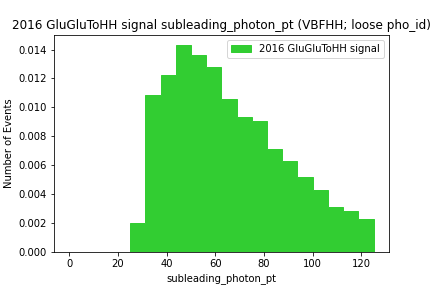 2016 GluGluToHH signal subleading_photon_pt (VBFHH; loose pho_id)
2016 GluGluToHH signal
Number of Events
0.014
0.012
0.010
0.008
0.006
0.004
0.002
0.000
0 20 40 60 80 100 120
subleading_photon_pt